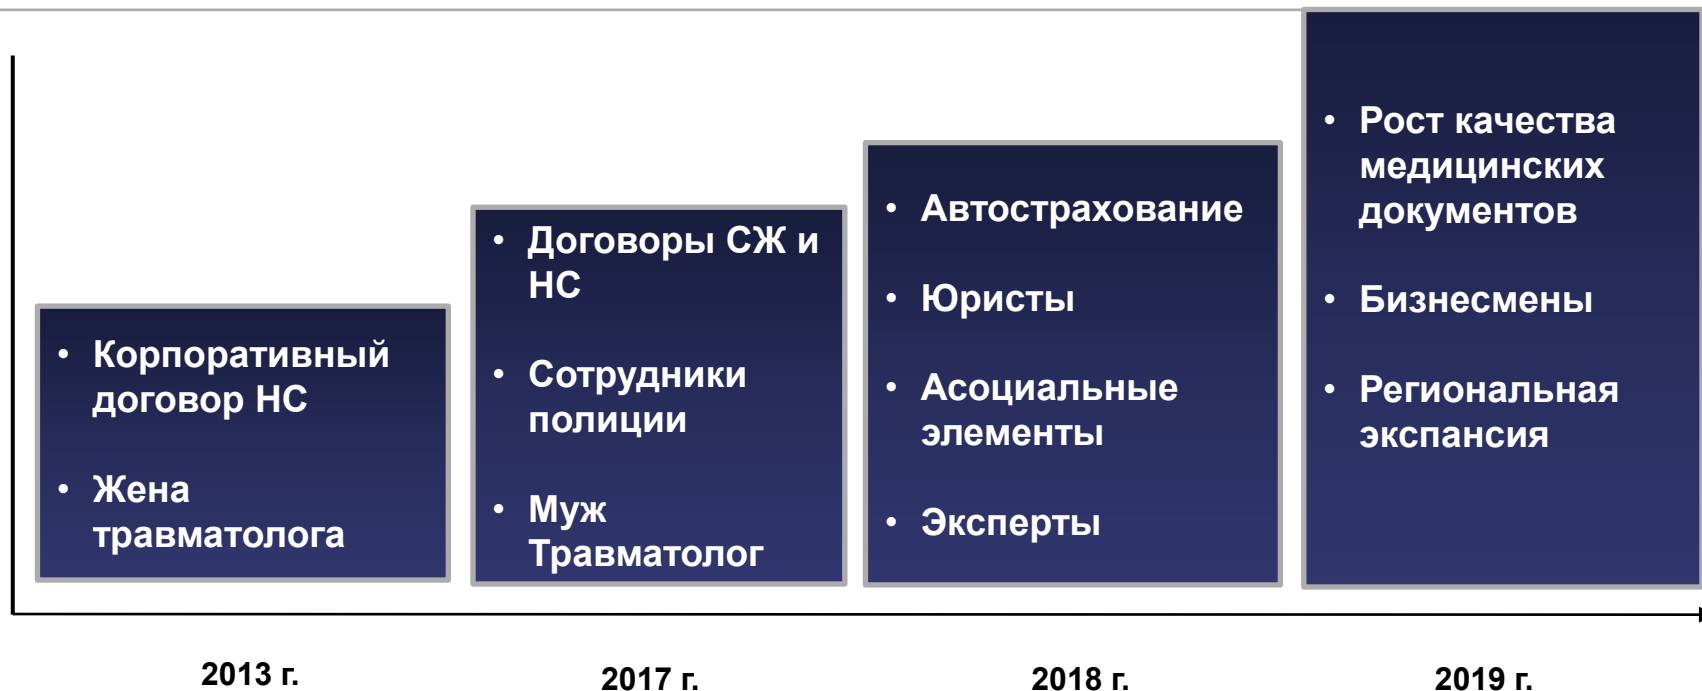 • Корпоративный
договор НС
• Жена
травматолога
• Договоры СЖ и
НС
• Сотрудники
полиции
• Муж
Травматолог
• Автострахование
• Юристы
• Асоциальные
элементы
• Эксперты
• Рост качества
медицинских
документов
• Бизнесмены
• Региональная
экспансия
2013 г.
2017 г.
2018 г.
2019 г.